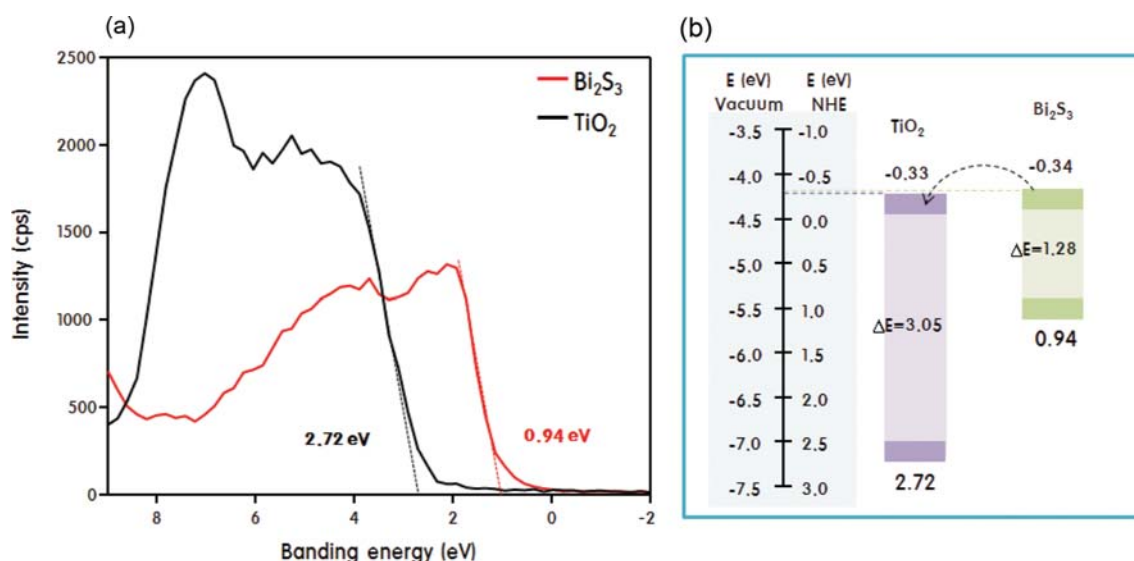 (a)
2500
2000
1500
1000
500
0
Intensity (cps)
Bi₂S₃
TiO₂
2.72 eV
0.94 eV
8 6 4 2 0 -2
Banding energy (eV)
(b)
E (eV) E (eV)
Vacuum NHE
-3.5 -1.0
-4.0 -0.5
-4.5 0.0
-5.0 0.5
-5.5 1.0
-6.0 1.5
-6.5 2.0
-7.0 2.5
-7.5 3.0
TiO₂
-0.33
ΔE=3.05
2.72
Bi₂S₃
-0.34
ΔE=1.28
0.94